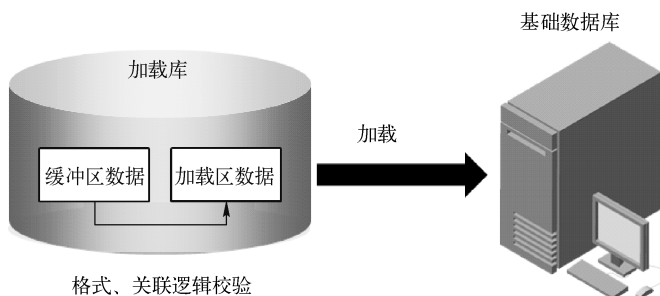 基础数据库
加载库
加载
缓冲区数据
加载区数据
格式、关联逻辑校验